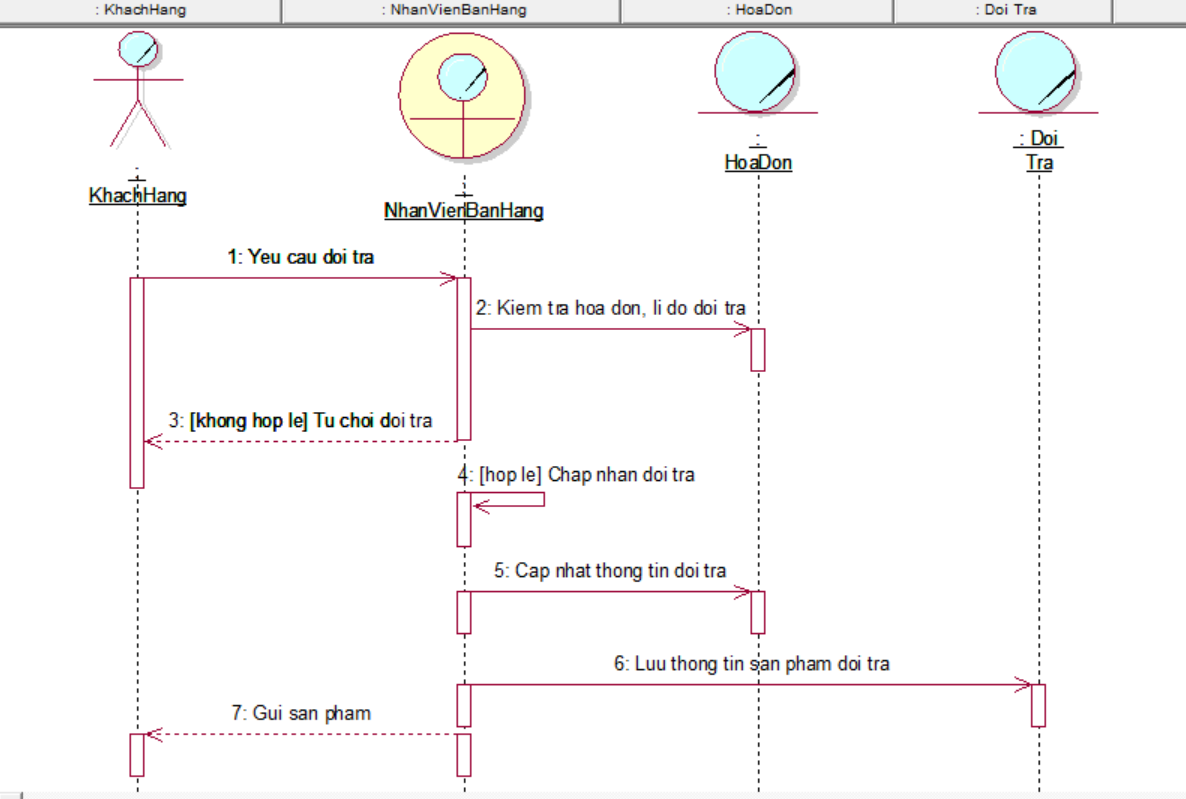 : KhachHang
: NhanVienBanHang
: HoaDon
: Doi Tra
: Doi
Tra
:
HoaDon
:
KhachHang
:
NhanVienBanHang
1: Yeu cau doi tra
2: Kiem tra hoa don, li do doi tra
3: [khong hop le] Tu choi doi tra
4: [hop le] Chap nhan doi tra
5: Cap nhat thong tin doi tra
6: Luu thong tin san pham doi tra
7: Gui san pham